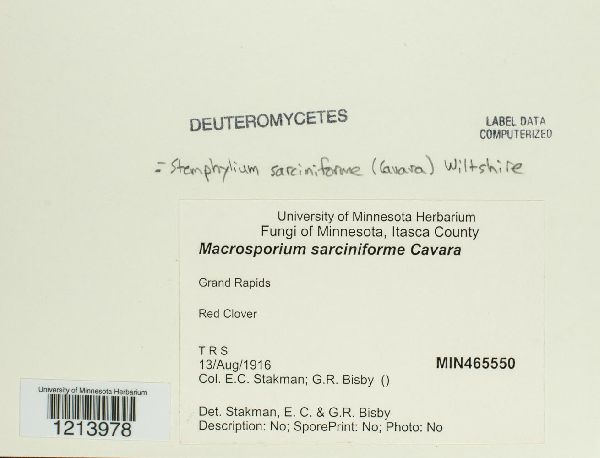 DEUTEROMYCETES
LABEL DATA
COMPUTERIZED
= Stemphylium sarciniforme (Cavara) Wiltshire
University of Minnesota Herbarium
Fungi of Minnesota, Itasca County
Macrosporium sarciniforme Cavara
Grand Rapids
Red Clover
T R S
13/Aug/1916
MIN465550
Col. E.C. Stakman; G.R. Bisby ()
Det. Stakman, E. C. & G.R. Bisby
Description: No; SporePrint: No; Photo: No
University of Minnesota Herbarium
1213978